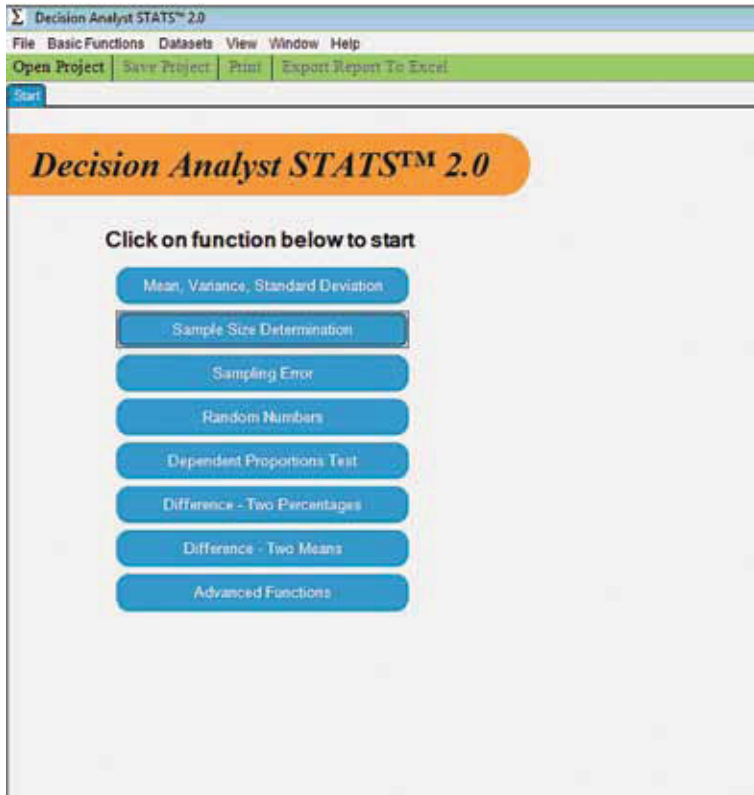 Σ Decision Analyst STATS™ 2.0
File Basic Functions Datasets View Window Help
Open Project Save Project Print Export Report To Excel
Start
Decision Analyst STATS™ 2.0
Click on function below to start
Mean, Variance, Standard Deviation
Sample Size Determination
Sampling Error
Random Numbers
Dependent Proportions Test
Difference - Two Percentages
Difference - Two Means
Advanced Functions